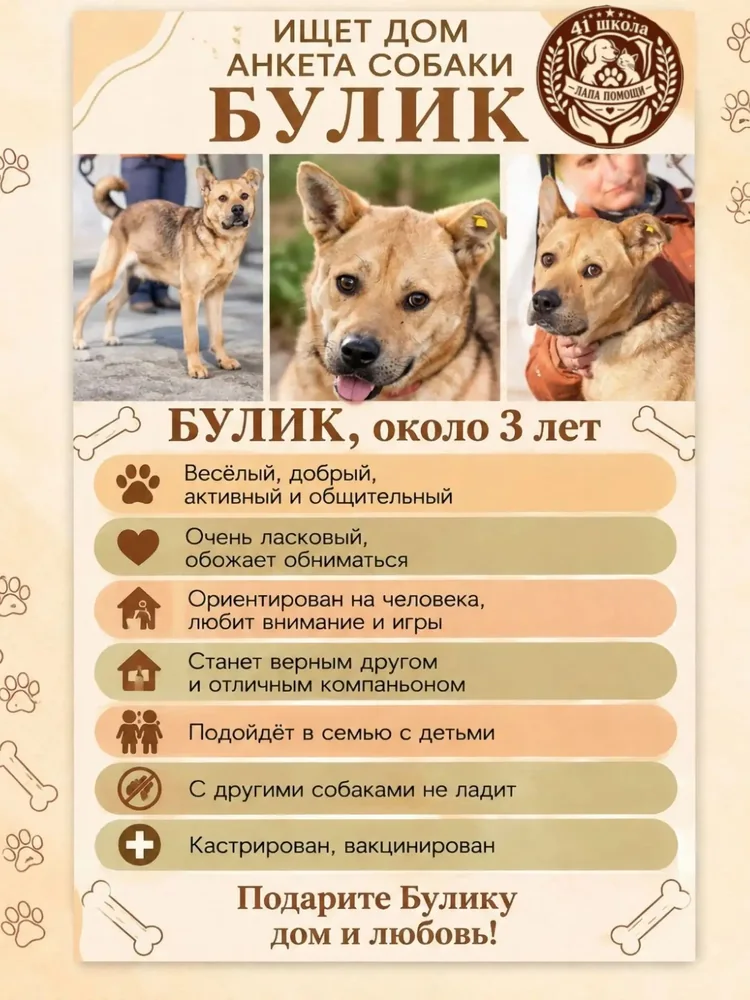 ИЩЕТ ДОМ
АНКЕТА СОБАКИ
БУЛИК
41 ШКОЛА
ЛАПА ПОМОЩИ
БУЛИК, около 3 лет
Весёлый, добрый,
активный и общительный
Очень ласковый,
обожает обниматься
Ориентирован на человека,
любит внимание и игры
Станет верным другом
и отличным компаньоном
Подойдёт в семью с детьми
С другими собаками не ладит
Кастрирован, вакцинирован
Подарите Булику
дом и любовь!